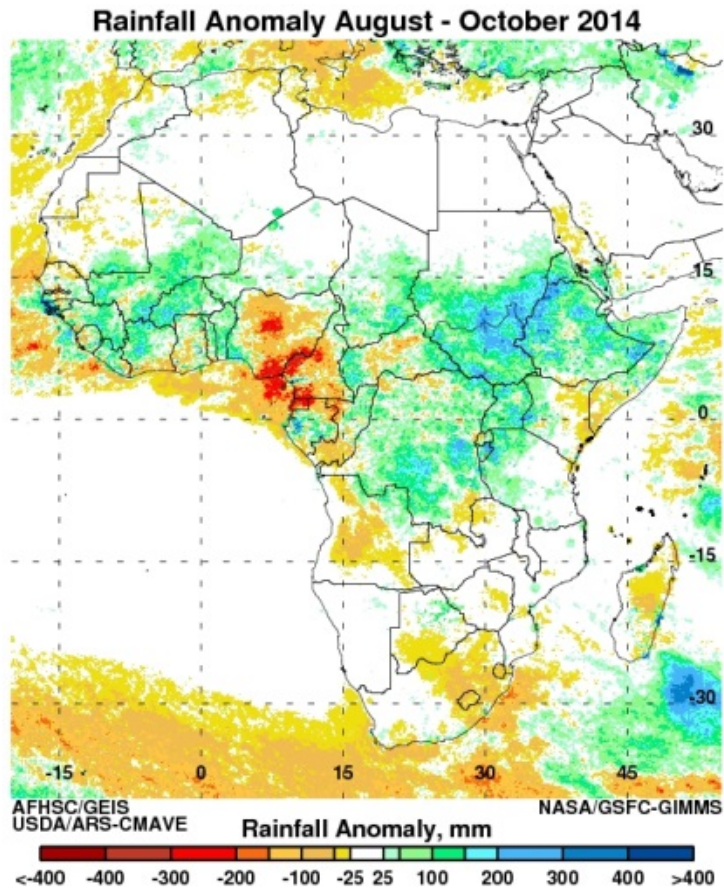 Rainfall Anomaly August - October 2014
30
15
0
-15
-30
-15 0 15 30 45
AFHSC/GEIS NASA/GSFC-GIMMS
USDA/ARS-CMAVE
Rainfall Anomaly, mm
<-400 -400 -300 -200 -100 -25 25 100 200 300 400 >400